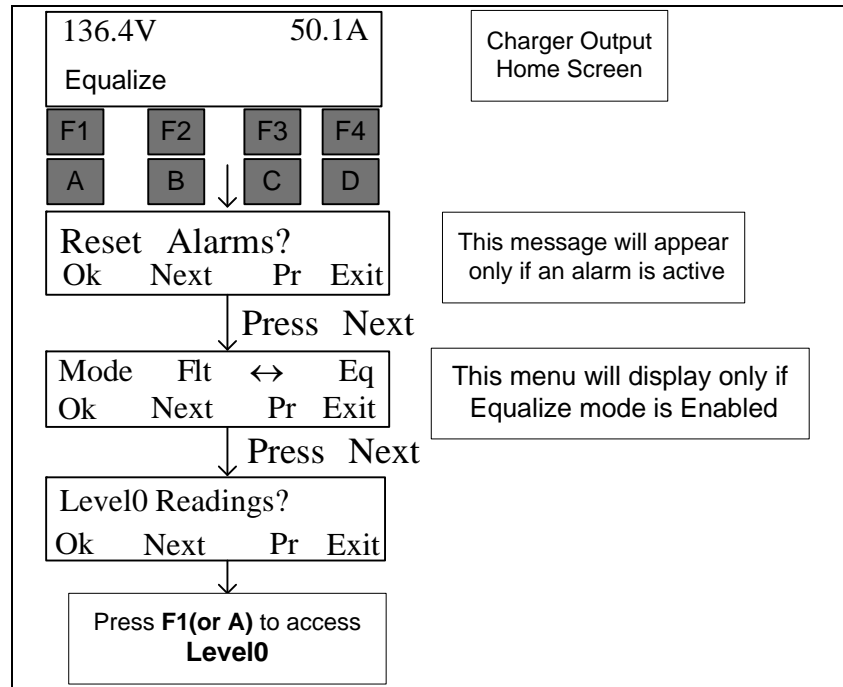 136.4V 50.1A
Equalize
Charger Output
Home Screen
F1 F2 F3 F4
A B C D
Reset Alarms?
Ok Next Pr Exit
This message will appear
only if an alarm is active
Press Next
Mode Flt ↔ Eq
Ok Next Pr Exit
This menu will display only if
Equalize mode is Enabled
Press Next
Level0 Readings?
Ok Next Pr Exit
Press F1(or A) to access
Level0